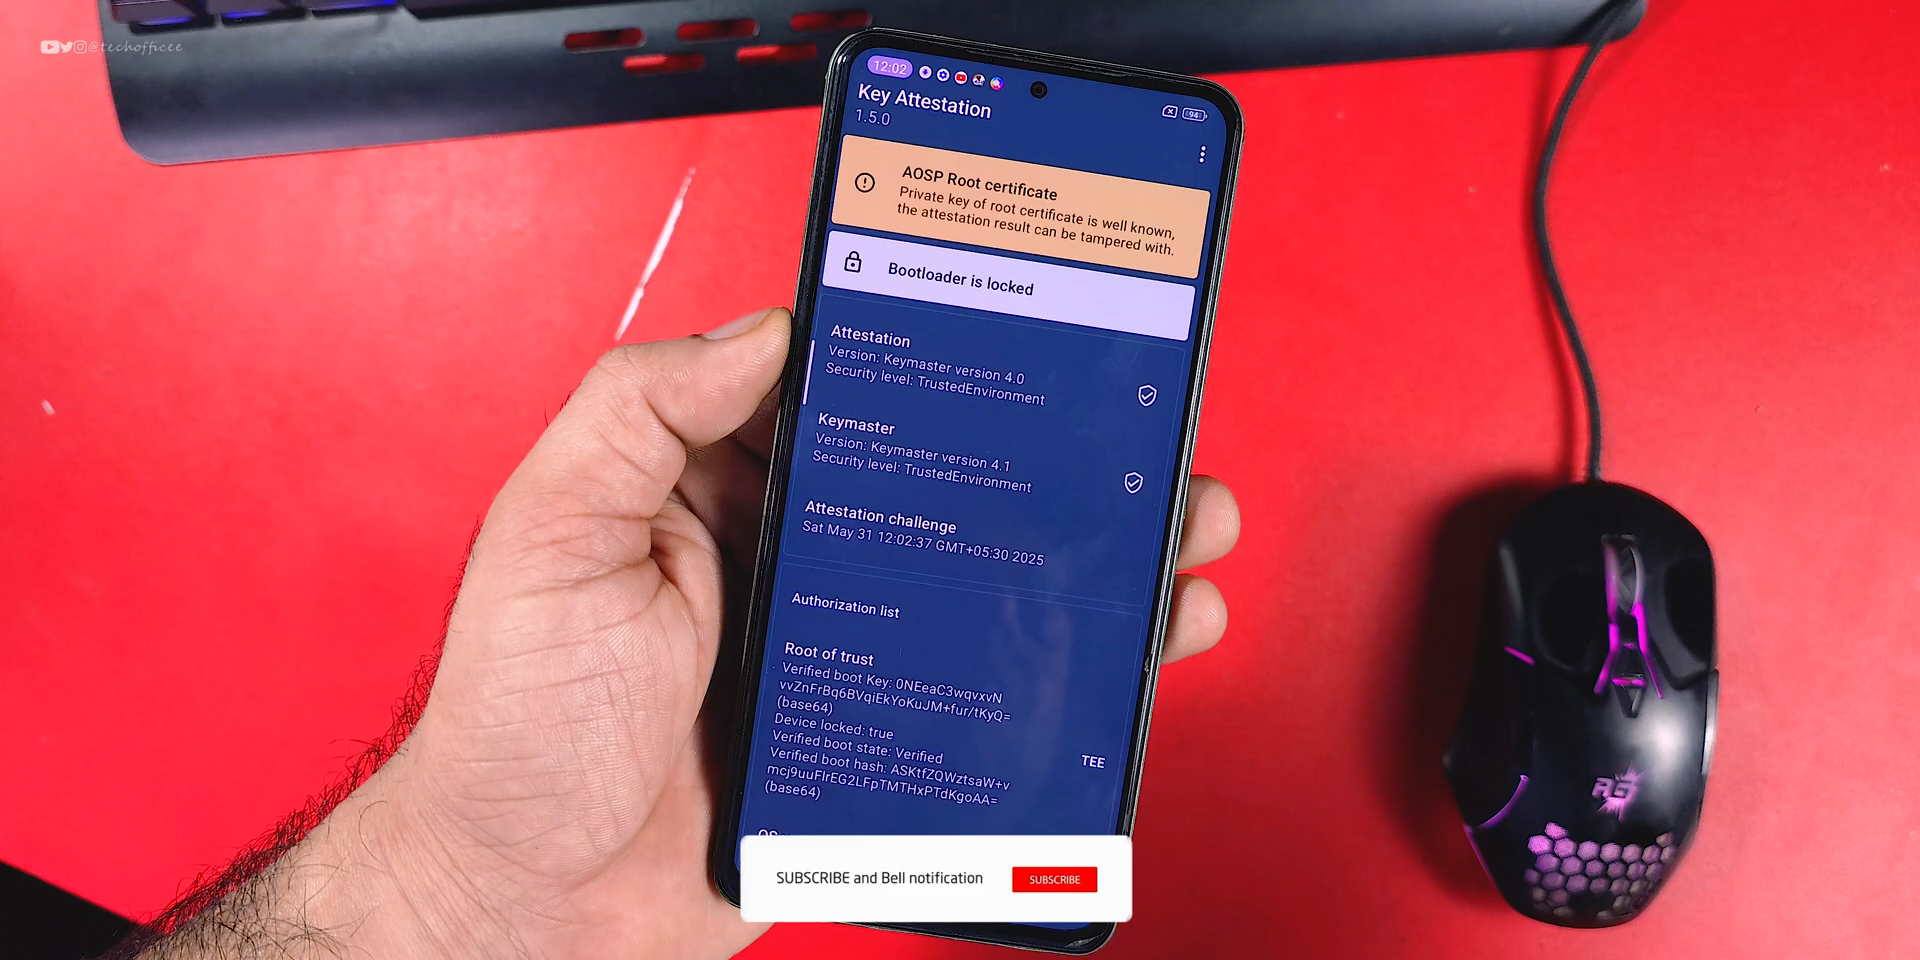 @techofficee
12:02
94
Key Attestation
1.5.0
AOSP Root certificate
Private key of root certificate is well known,
the attestation result can be tampered with.
Bootloader is locked
Attestation
Version: Keymaster version 4.0
Security level: TrustedEnvironment
Keymaster
Version: Keymaster version 4.1
Security level: TrustedEnvironment
Attestation challenge
Sat May 31 12:02:37 GMT+05:30 2025
Authorization list
Root of trust
Verified boot Key: 0NEeaC3wqvxvN
vvZnFrBq6BVqiEkYoKuJM+fur/tKyQ=
(base64)
Device locked: true
Verified boot state: Verified
Verified boot hash: ASKtfZQWztsaW+v
mcj9uuFlrEG2LFpTMTHxPTdKgoAA=
(base64)
TEE
SUBSCRIBE and Bell notification
SUBSCRIBE